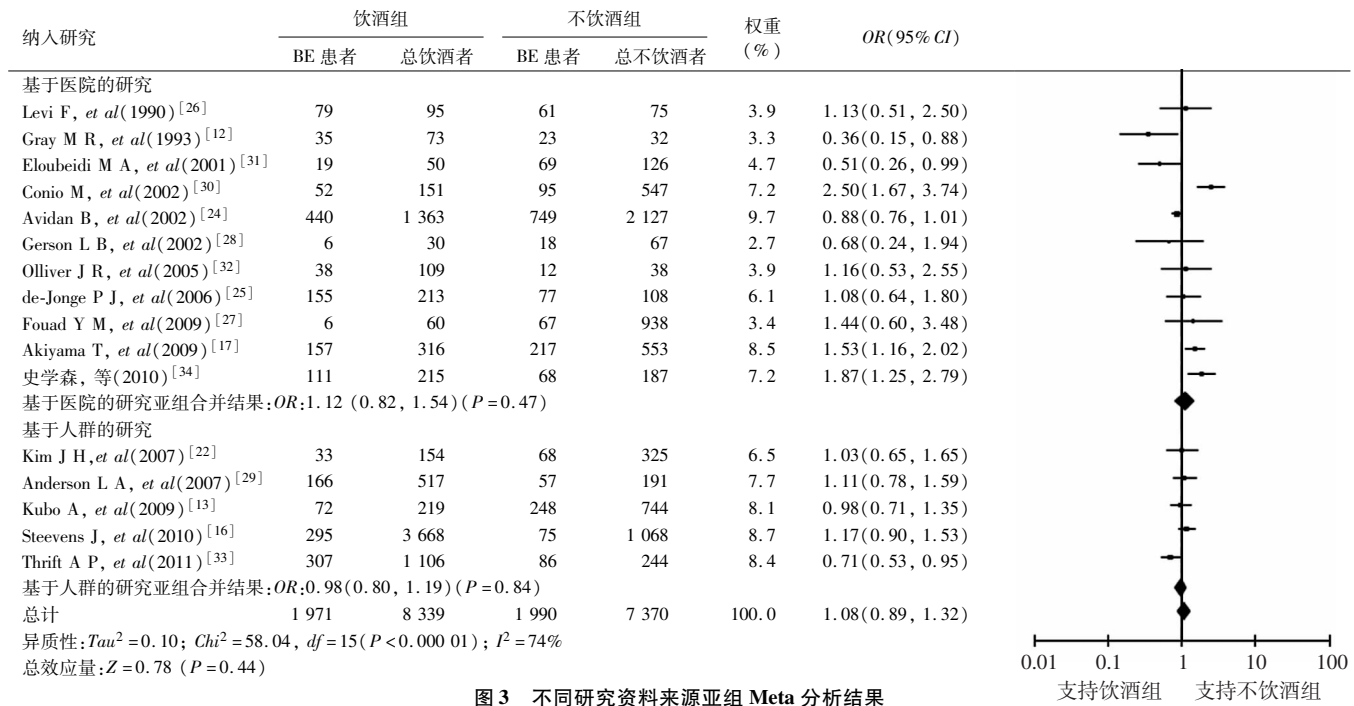 纳入研究 饮酒组 不饮酒组 权重(%) OR(95% CI)
BE 患者 总饮酒者 BE 患者 总不饮酒者
基于医院的研究
Levi F, et al(1990)[26] 79 95 61 75 3.9 1.13(0.51, 2.50)
Gray M R, et al(1993)[12] 35 73 23 32 3.3 0.36(0.15, 0.88)
Eloubeidi M A, et al(2001)[31] 19 50 69 126 4.7 0.51(0.26, 0.99)
Conio M, et al(2002)[30] 52 151 95 547 7.2 2.50(1.67, 3.74)
Avidan B, et al(2002)[24] 440 1 363 749 2 127 9.7 0.88(0.76, 1.01)
Gerson L B, et al(2002)[28] 6 30 18 67 2.7 0.68(0.24, 1.94)
Olliver J R, et al(2005)[32] 38 109 12 38 3.9 1.16(0.53, 2.55)
de-Jonge P J, et al(2006)[25] 155 213 77 108 6.1 1.08(0.64, 1.80)
Fouad Y M, et al(2009)[27] 6 60 67 938 3.4 1.44(0.60, 3.48)
Akiyama T, et al(2009)[17] 157 316 217 553 8.5 1.53(1.16, 2.02)
史学森, 等(2010)[34] 111 215 68 187 7.2 1.87(1.25, 2.79)
基于医院的研究亚组合并结果:OR:1.12 (0.82, 1.54)(P=0.47)
基于人群的研究
Kim J H,et al(2007)[22] 33 154 68 325 6.5 1.03(0.65, 1.65)
Anderson L A, et al(2007)[29] 166 517 57 191 7.7 1.11(0.78, 1.59)
Kubo A, et al(2009)[13] 72 219 248 744 8.1 0.98(0.71, 1.35)
Steevens J, et al(2010)[16] 295 3 668 75 1 068 8.7 1.17(0.90, 1.53)
Thrift A P, et al(2011)[33] 307 1 106 86 244 8.4 0.71(0.53, 0.95)
基于人群的研究亚组合并结果:OR:0.98(0.80, 1.19)(P=0.84)
总计 1 971 8 339 1 990 7 370 100.0 1.08(0.89, 1.32)
异质性:Tau²=0.10; Chi²=58.04, df=15(P<0.000 01); I²=74%
总效应量:Z=0.78 (P=0.44)
0.01 0.1 1 10 100
支持饮酒组 支持不饮酒组
图 3 不同研究资料来源亚组 Meta 分析结果